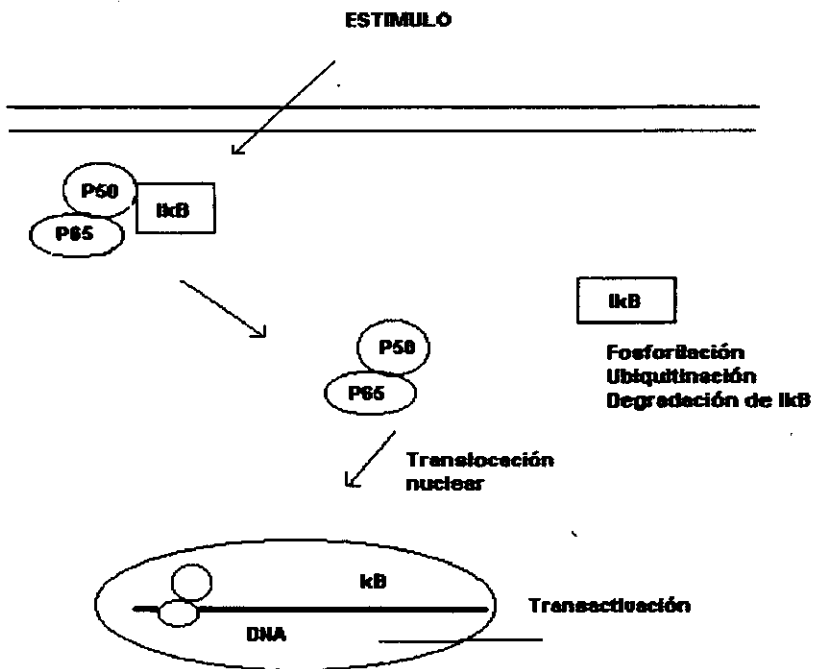 ESTIMULO
P50
IkB
P65
IkB
P50
P65
Fosforilación
Ubiquitinación
Degradación de IkB
Translocación
nuclear
kB
DNA
Transactivación